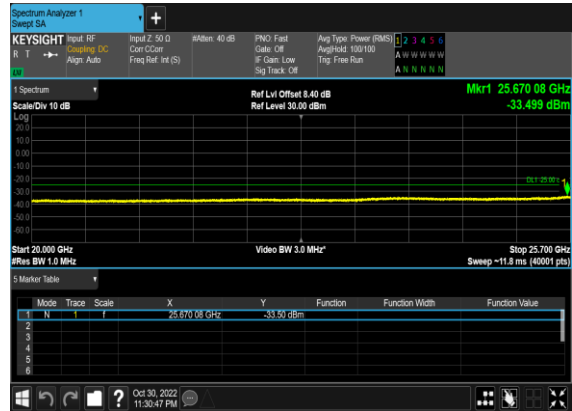 Spectrum Analyzer 1
Swept SA
+
KEYSIGHT Input: RF Input Z: 50 Ω #Atten: 40 dB PNO: Fast Avg Type: Power (RMS) 1 2 3 4 5 6
R T Coupling: DC Corr CCorr Gate: Off Avg|Hold: 100/100 A W W W W W
Align: Auto Freq Ref: Int (S) IF Gain: Low Trig: Free Run
Sig Track: Off A N N N N N
1 Spectrum Ref Lvl Offset 8.40 dB Mkr1 25.670 08 GHz
Scale/Div 10 dB Ref Level 30.00 dBm -33.499 dBm
Log
20.0
10.0
0.00
-10.0
-20.0
DL1 -25.00
1
-30.0
-40.0
-50.0
-60.0
Start 20.000 GHz Video BW 3.0 MHz* Stop 25.700 GHz
#Res BW 1.0 MHz Sweep ~11.8 ms (40001 pts)
5 Marker Table
Mode Trace Scale X Y Function Function Width Function Value
1 N 1 f 25.670 08 GHz -33.50 dBm
2
3
4
5
6
? Oct 30, 2022
11:30:47 PM